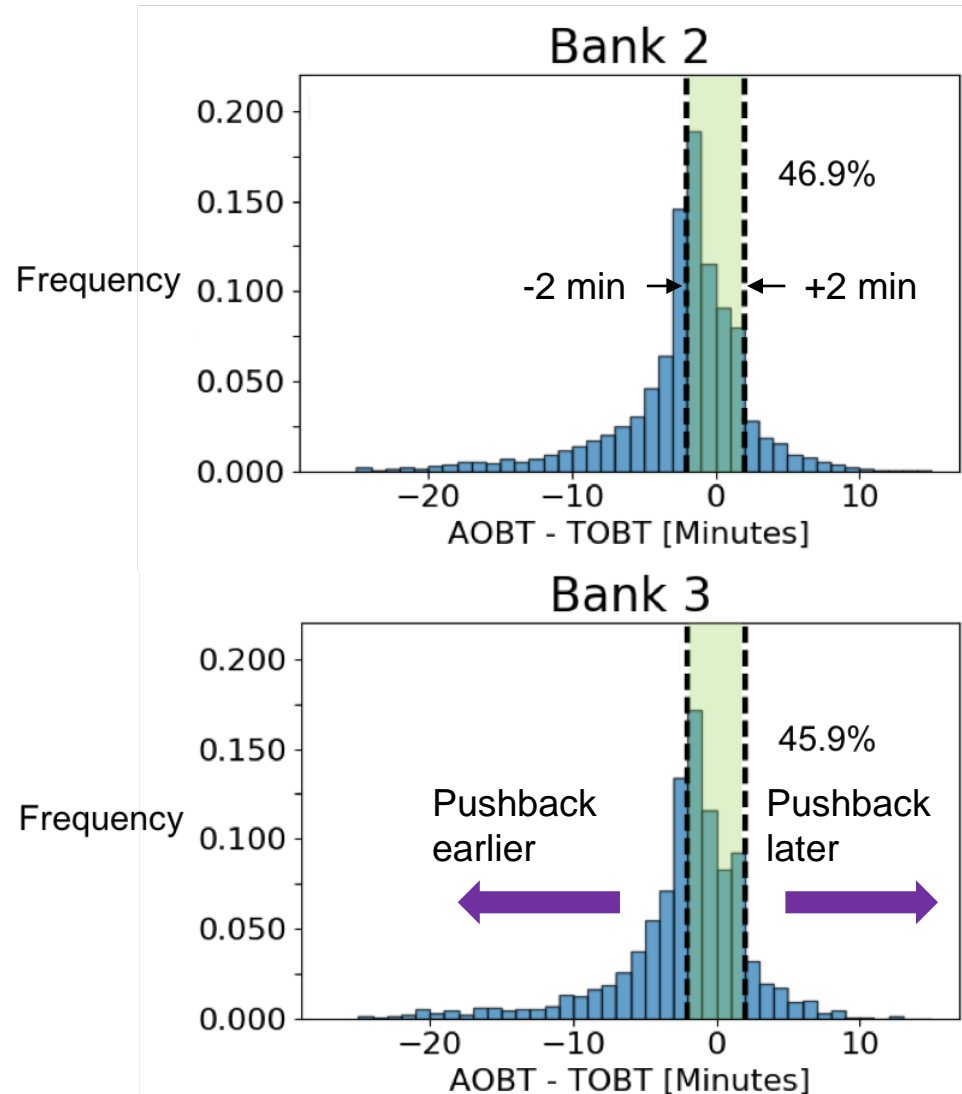 Bank 2
0.200
0.150
46.9%
Frequency
0.100
-2 min
+2 min
0.050
0.000
−20
−10
0
10
AOBT - TOBT [Minutes]
Bank 3
0.200
0.150
45.9%
Frequency
Pushback
earlier
Pushback
later
0.100
0.050
0.000
−20
−10
0
10
AOBT - TOBT [Minutes]